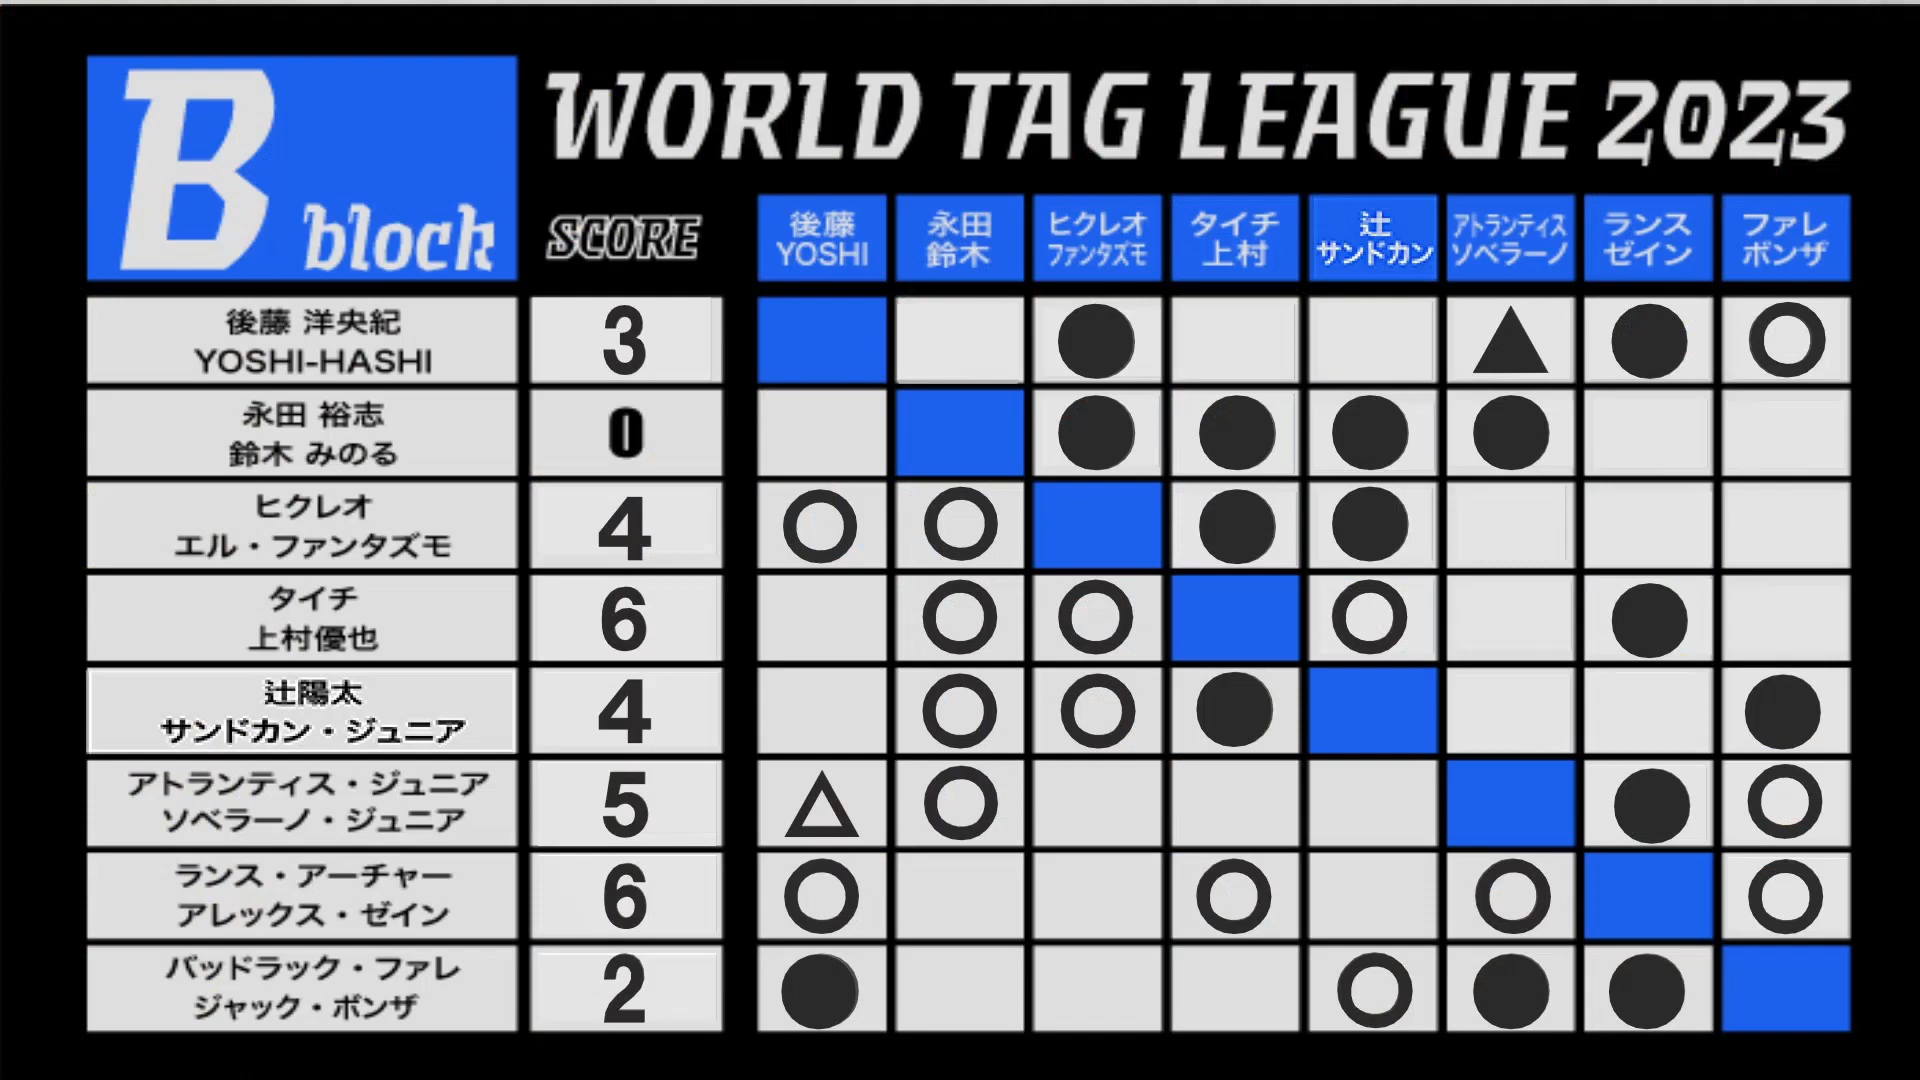 B block
WORLD TAG LEAGUE 2023
SCORE
後藤
YOSHI
永田
鈴木
ヒクレオ
ファンタズモ
タイチ
上村
辻
サンドカン
アトランティス
ソベラーノ
ランス
ゼイン
ファレ
ボンザ
後藤 洋央紀
YOSHI-HASHI
3
永田 裕志
鈴木 みのる
0
ヒクレオ
エル・ファンタズモ
4
タイチ
上村優也
6
辻陽太
サンドカン・ジュニア
4
アトランティス・ジュニア
ソベラーノ・ジュニア
5
ランス・アーチャー
アレックス・ゼイン
6
バッドラック・ファレ
ジャック・ボンザ
2